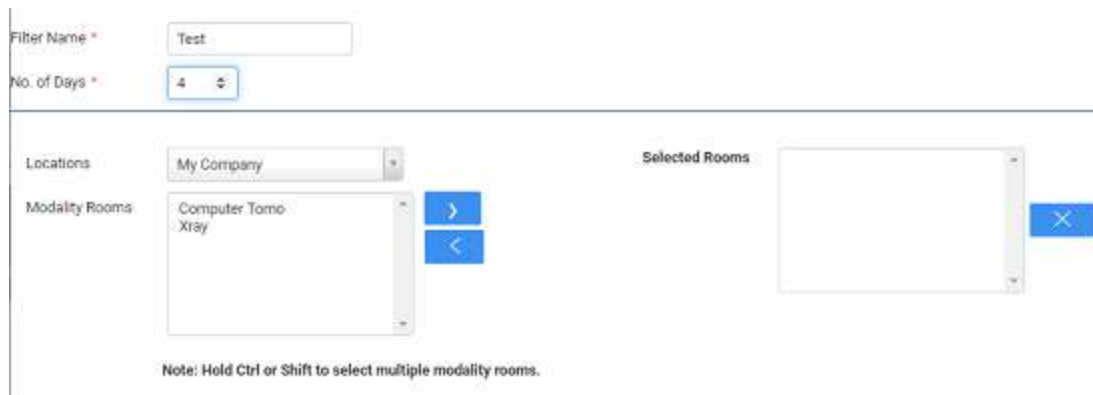 Filter Name *
Test
No. of Days *
4
Locations
My Company
Selected Rooms
Modality Rooms
Computer Tomo
Xray
Note: Hold Ctrl or Shift to select multiple modality rooms.